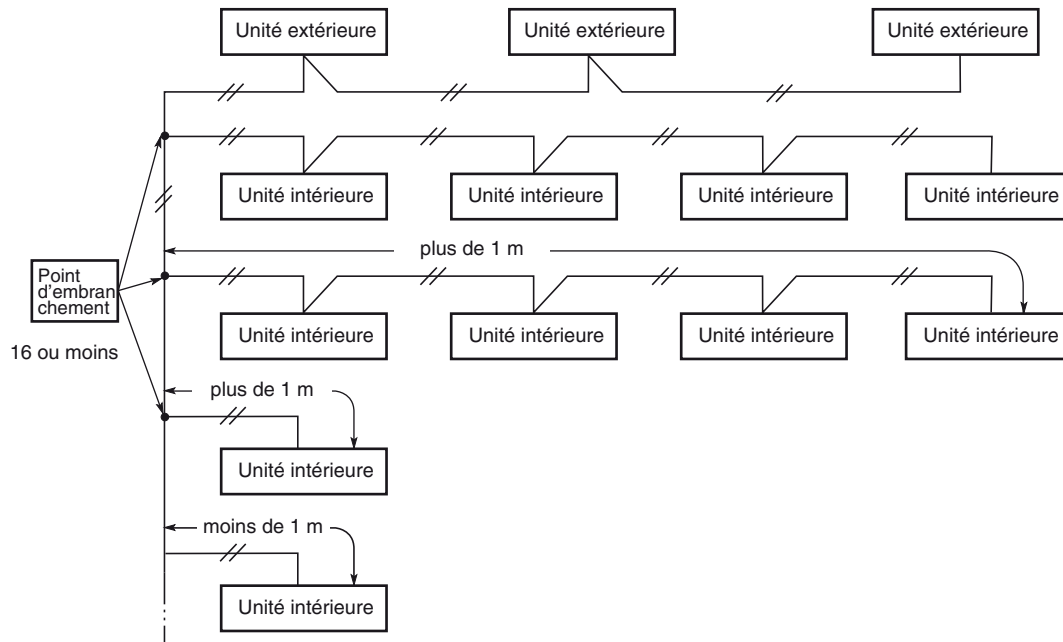 Unité extérieure
Unité extérieure
Unité extérieure
Unité intérieure
Unité intérieure
Unité intérieure
Unité intérieure
plus de 1 m
Point
d'embran
chement
16 ou moins
Unité intérieure
Unité intérieure
Unité intérieure
Unité intérieure
plus de 1 m
Unité intérieure
moins de 1 m
Unité intérieure